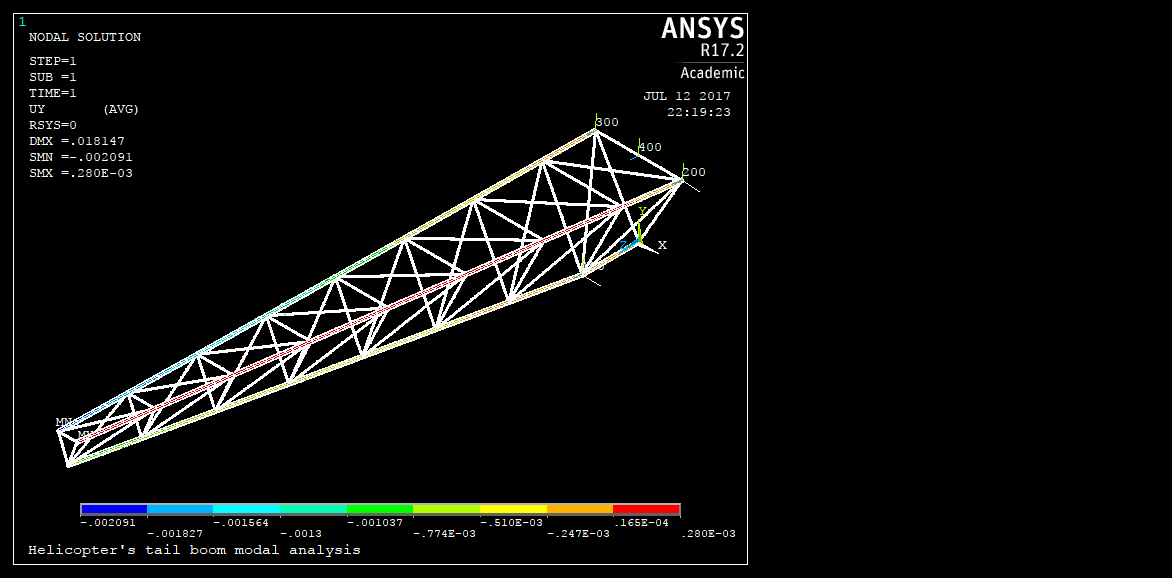 1
NODAL SOLUTION
STEP=1
SUB =1
TIME=1
UY (AVG)
RSYS=0
DMX =.018147
SMN =-.002091
SMX =.280E-03
ANSYS
R17.2
Academic
JUL 12 2017
22:19:23
300
400
200
Y
Z
X
MN
-.002091
-.001827
-.001564
-.0013
-.001037
-.774E-03
-.510E-03
-.247E-03
.165E-04
.280E-03
Helicopter's tail boom modal analysis